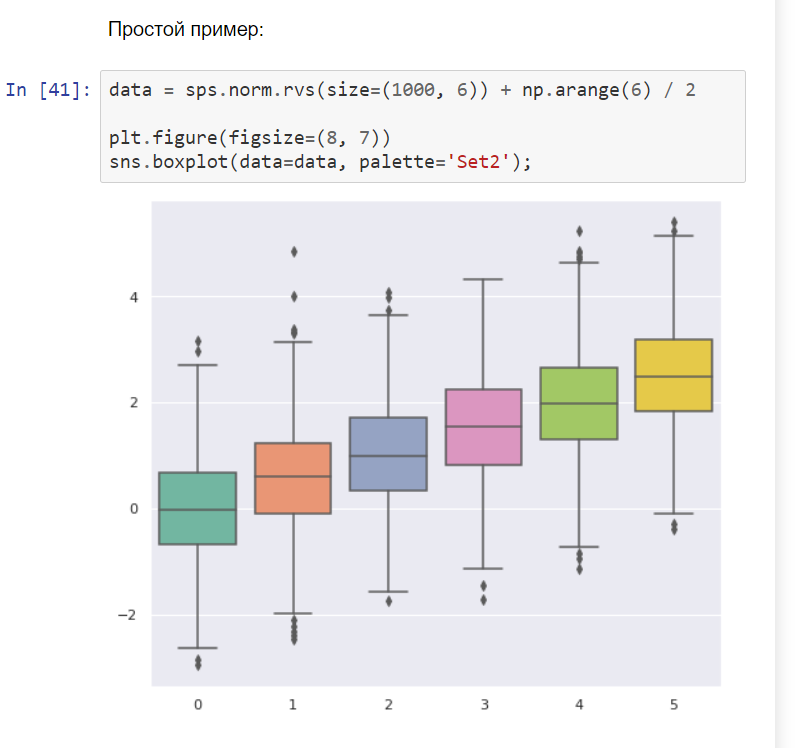 Простой пример:
In [41]: data = sps.norm.rvs(size=(1000, 6)) + np.arange(6) / 2
plt.figure(figsize=(8, 7))
sns.boxplot(data=data, palette='Set2');
4
2
0
−2
0 1 2 3 4 5